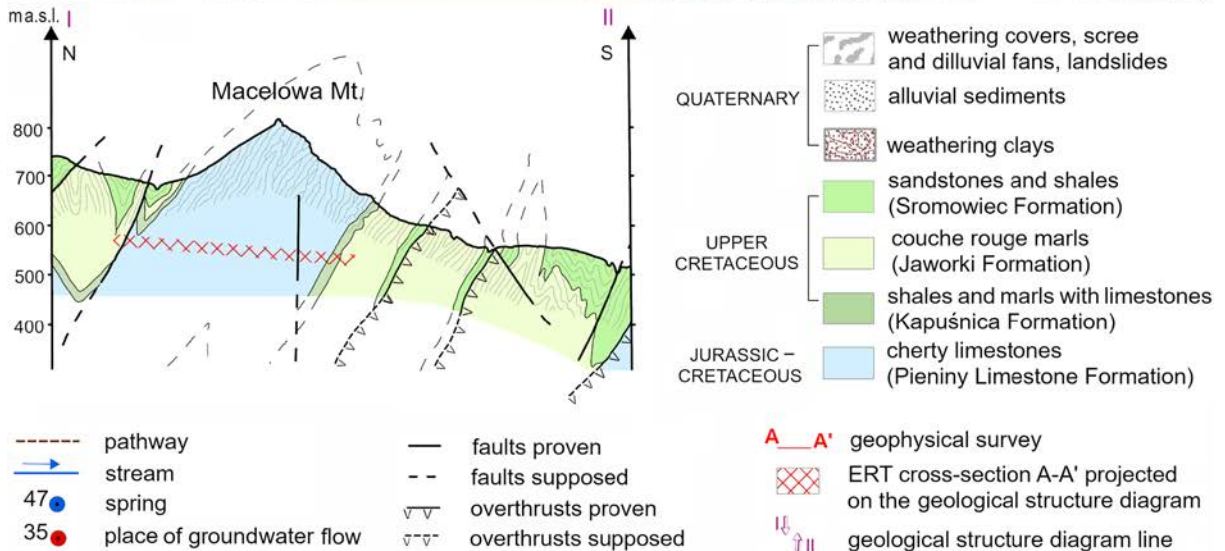 m a.s.l. I
II
N
S
Macelowa Mt.
800
700
600
500
400
QUATERNARY
weathering covers, scree
and dilluvial fans, landslides
alluvial sediments
weathering clays
UPPER
CRETACEOUS
sandstones and shales
(Sromowiec Formation)
couche rouge marls
(Jaworki Formation)
shales and marls with limestones
(Kapuśnica Formation)
JURASSIC –
CRETACEOUS
cherty limestones
(Pieniny Limestone Formation)
pathway
stream
47 spring
35 place of groundwater flow
faults proven
faults supposed
overthrusts proven
overthrusts supposed
A A' geophysical survey
ERT cross-section A-A' projected
on the geological structure diagram
I II geological structure diagram line